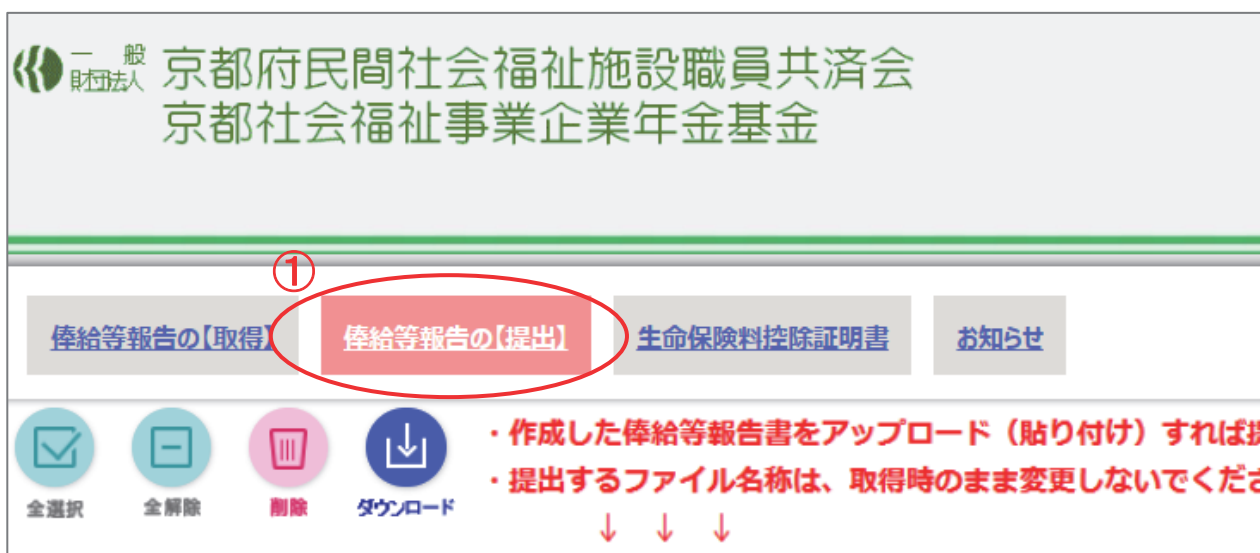 一般
財団法人
京都府民間社会福祉施設職員共済会
京都社会福祉事業企業年金基金
①
俸給等報告の【取得】
俸給等報告の【提出】
生命保険料控除証明書
お知らせ
全選択
全解除
削除
ダウンロード
・作成した俸給等報告書をアップロード（貼り付け）すれば
・提出するファイル名称は、取得時のまま変更しないでくださ
↓ ↓ ↓